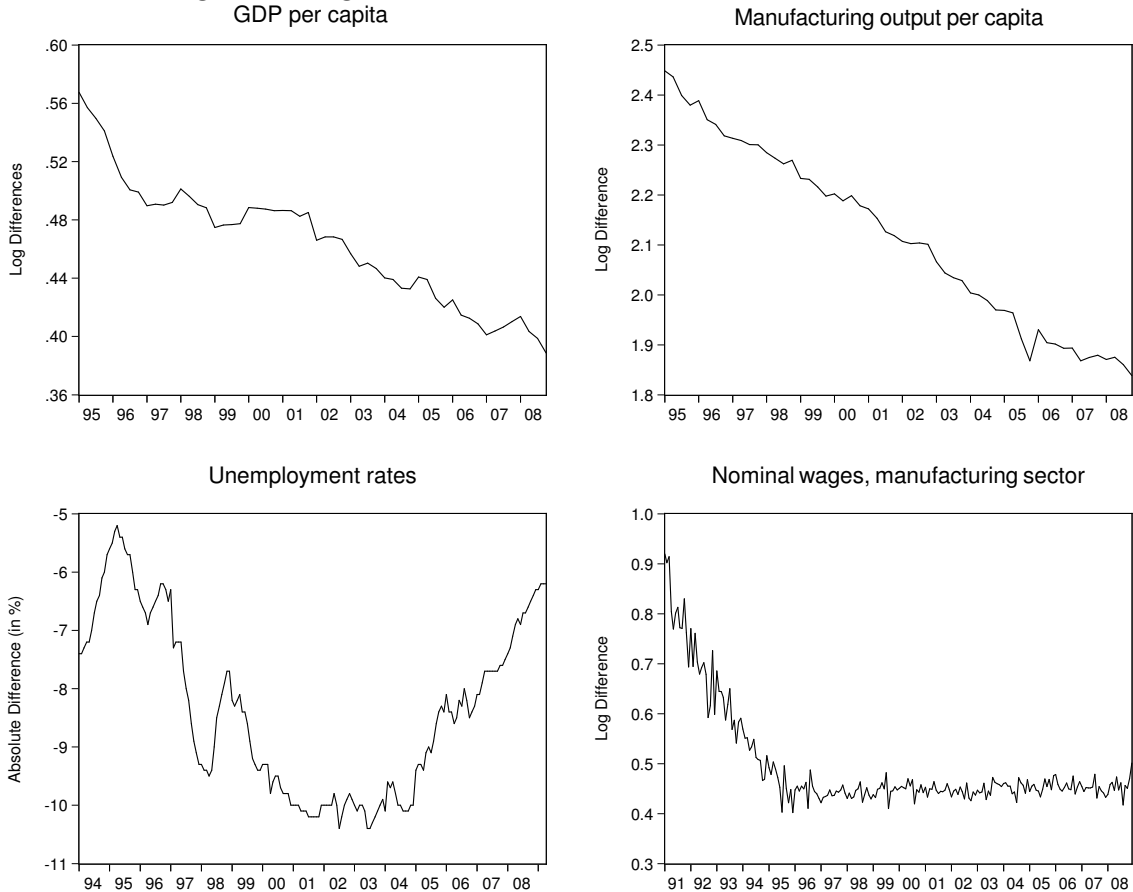 GDP per capita
.60
.56
.52
.48
.44
.40
.36
Log Differences
95 96 97 98 99 00 01 02 03 04 05 06 07 08
Manufacturing output per capita
2.5
2.4
2.3
2.2
2.1
2.0
1.9
1.8
Log Difference
95 96 97 98 99 00 01 02 03 04 05 06 07 08
Unemployment rates
-5
-6
-7
-8
-9
-10
-11
Absolute Difference (in %)
94 95 96 97 98 99 00 01 02 03 04 05 06 07 08
Nominal wages, manufacturing sector
1.0
0.9
0.8
0.7
0.6
0.5
0.4
0.3
Log Difference
91 92 93 94 95 96 97 98 99 00 01 02 03 04 05 06 07 08